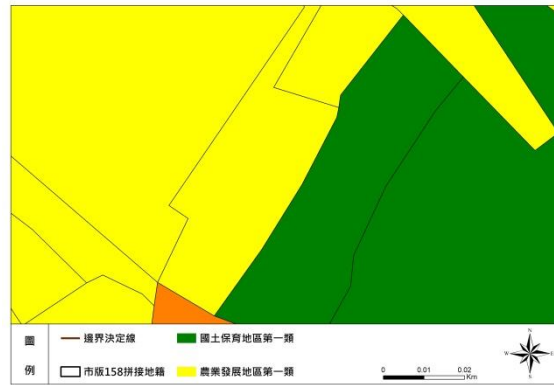 圖例
邊界決定線
國土保育地區第一類
市版158拼接地籍
農業發展地區第一類
N
W
E
S
0 0.01 0.02
Km